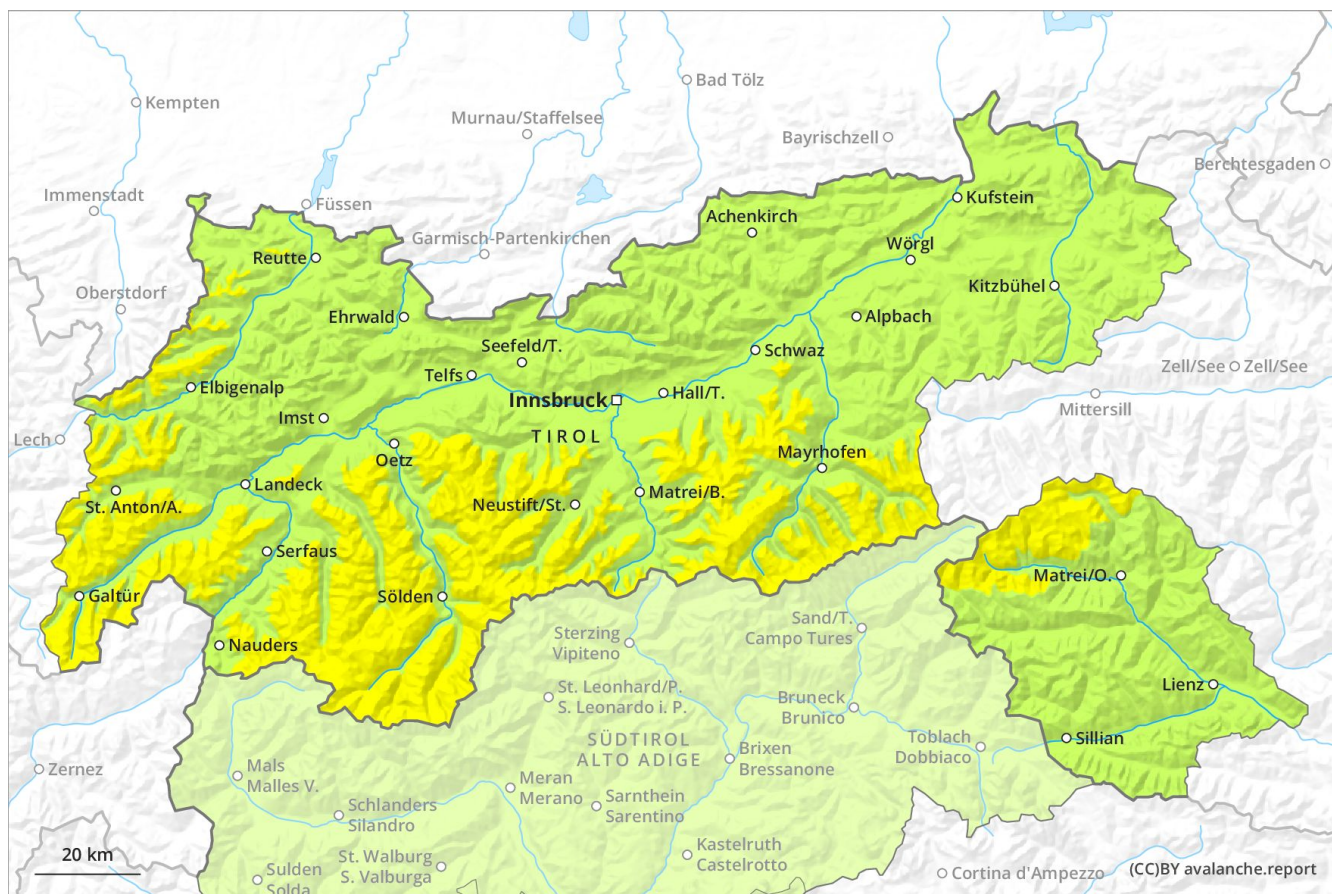 Bad Tölz
Kempten
Murnau/Staffelsee
Bayrischzell
Berchtesgaden
Immenstadt
Füssen
Kufstein
Achenkirch
Garmisch-Partenkirchen
Wörgl
Reutte
Oberstdorf
Kitzbühel
Ehrwald
Alpbach
Seefeld/T.
Schwaz
Zell/See
Zell/See
Telfs
Elbigenalp
Hall/T.
Innsbruck
Mittersill
Imst
Lech
TIROL
Oetz
Mayrhofen
Landeck
Matrei/B.
Neustift/St.
St. Anton/A.
Serfaus
Matrei/O.
Galtür
Sölden
Sand/T.
Campo Tures
Sterzing
Vipiteno
Nauders
Lienz
St. Leonhard/P.
S. Leonardo i. P.
Bruneck
Brunico
Sillian
SÜDTIROL
ALTO ADIGE
Toblach
Dobbiaco
Brixen
Bressanone
Zernez
Mals
Malles V.
Meran
Merano
Sarnthein
Sarentino
Schlanders
Silandro
Kastelruth
Castelrotto
20 km
St. Walburg
S. Valburga
Sulden
Solda
Cortina d'Ampezzo
(CC)BY avalanche.report